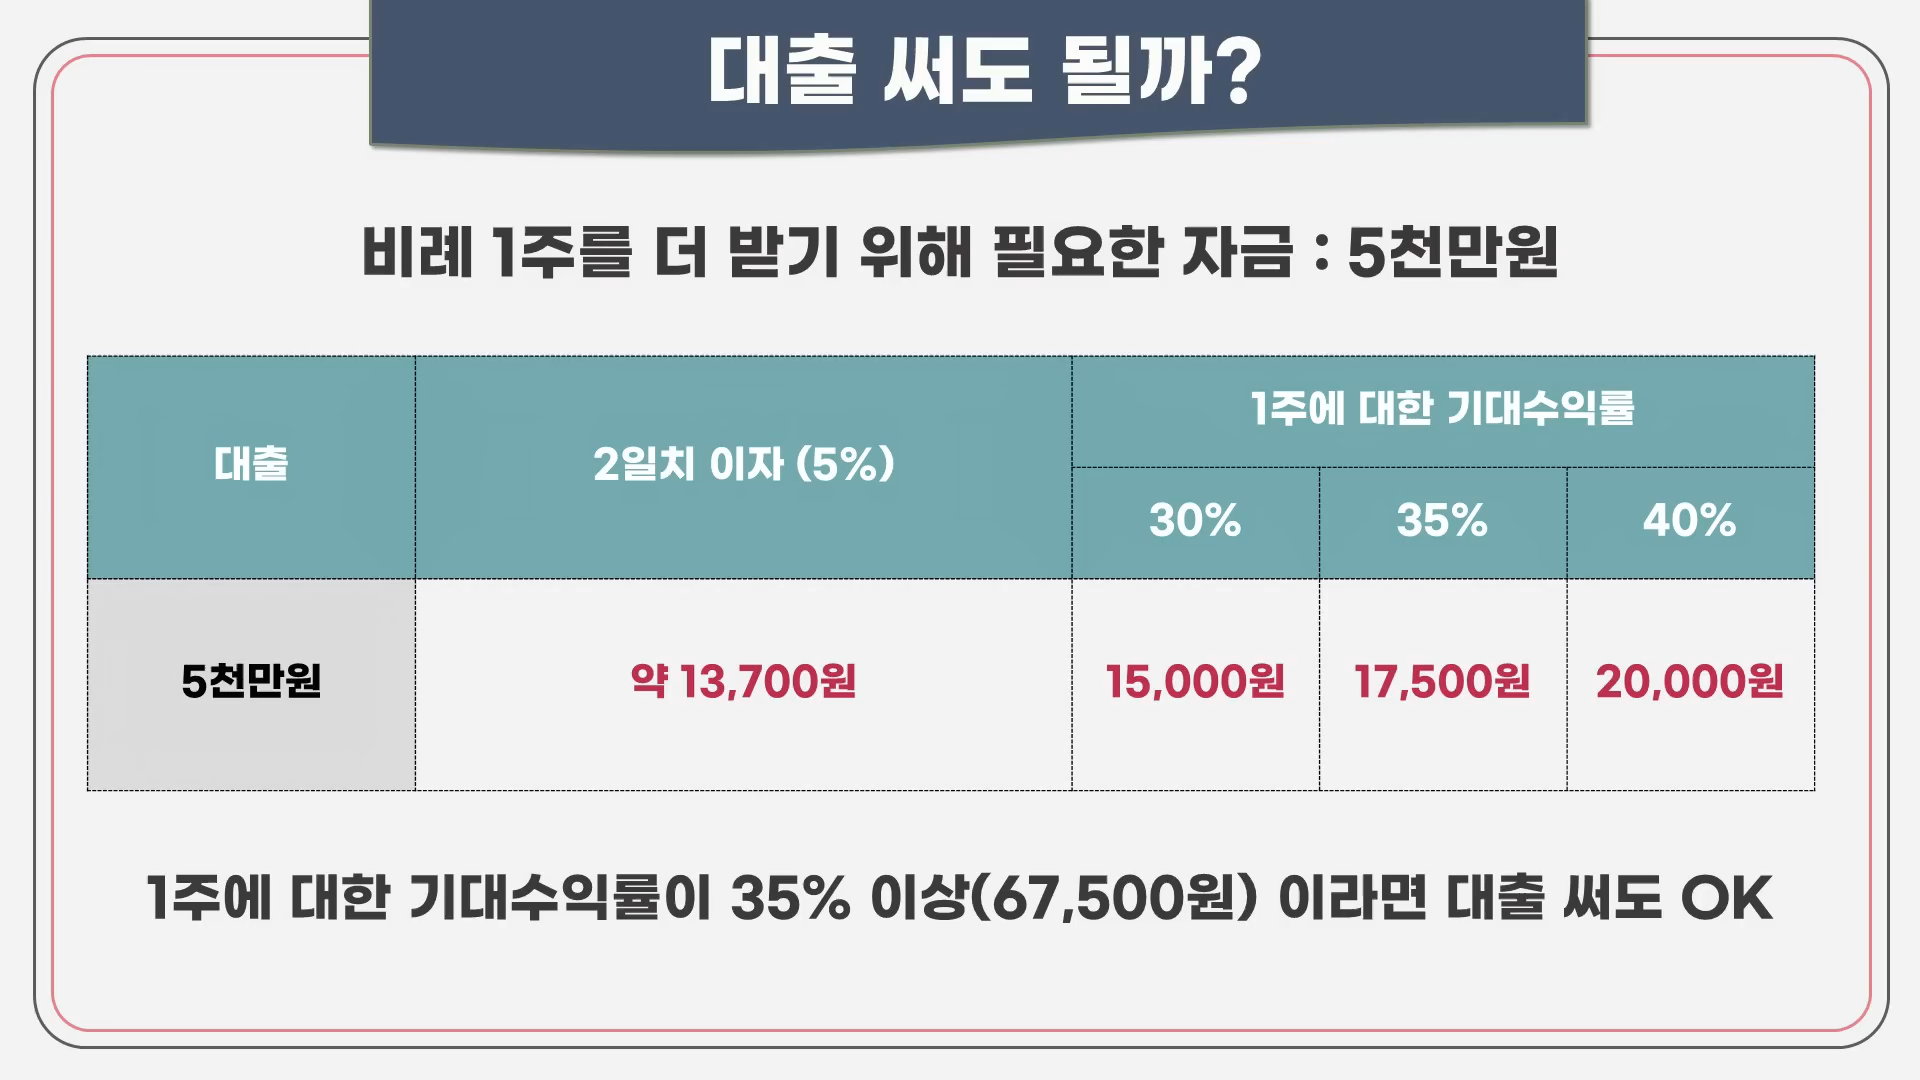 대출 써도 될까?
비례 1주를 더 받기 위해 필요한 자금 : 5천만원
대출
2일치 이자 (5%)
1주에 대한 기대수익률
30%
35%
40%
5천만원
약 13,700원
15,000원
17,500원
20,000원
1주에 대한 기대수익률이 35% 이상(67,500원) 이라면 대출 써도 OK